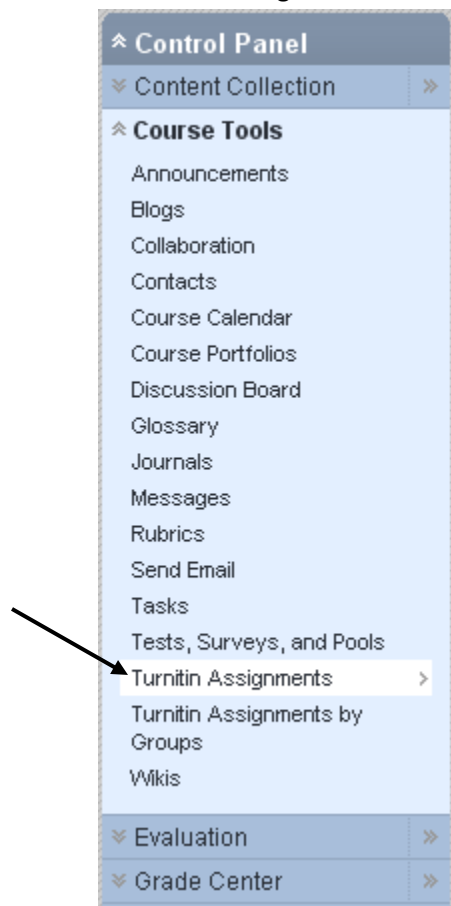 Control Panel
Content Collection
Course Tools
Announcements
Blogs
Collaboration
Contacts
Course Calendar
Course Portfolios
Discussion Board
Glossary
Journals
Messages
Rubrics
Send Email
Tasks
Tests, Surveys, and Pools
Turnitin Assignments
Turnitin Assignments by
Groups
Wikis
Evaluation
Grade Center